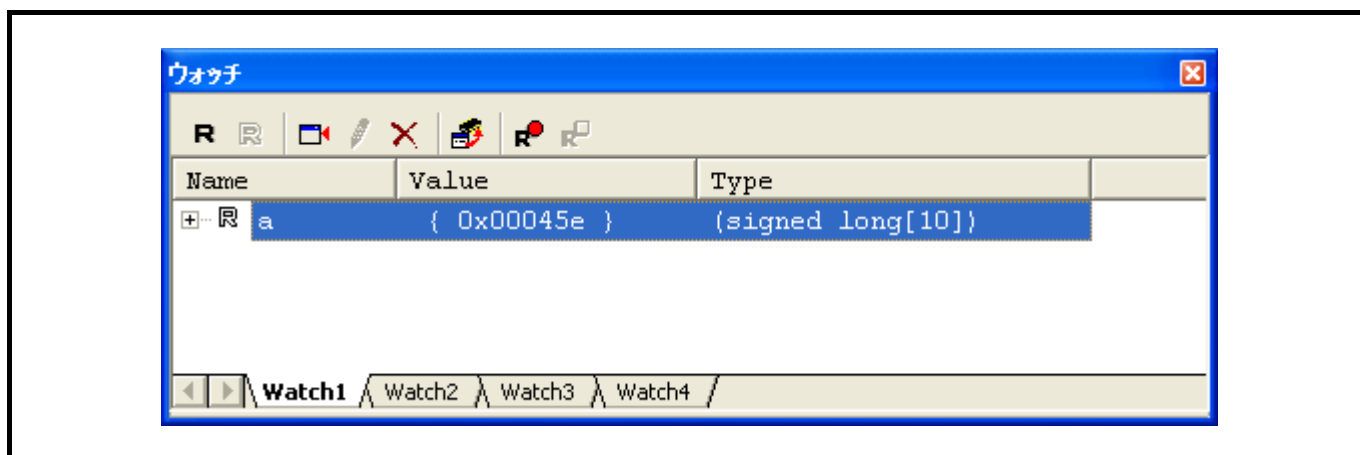 ウォッチ
R R R R
Name Value Type
R a { 0x00045e } (signed long[10])
Watch1 Watch2 Watch3 Watch4